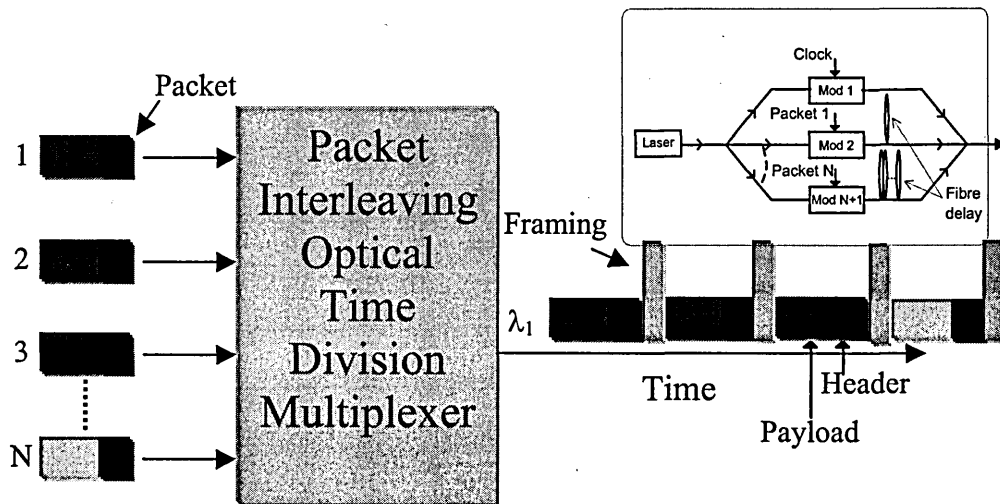 Packet
1
2
3
N
Packet
Interleaving
Optical
Time
Division
Multiplexer
Clock
Mod 1
Packet 1
Laser
Mod 2
Packet N
Mod N+1
Fibre
delay
Framing
λ1
Time
Header
Payload